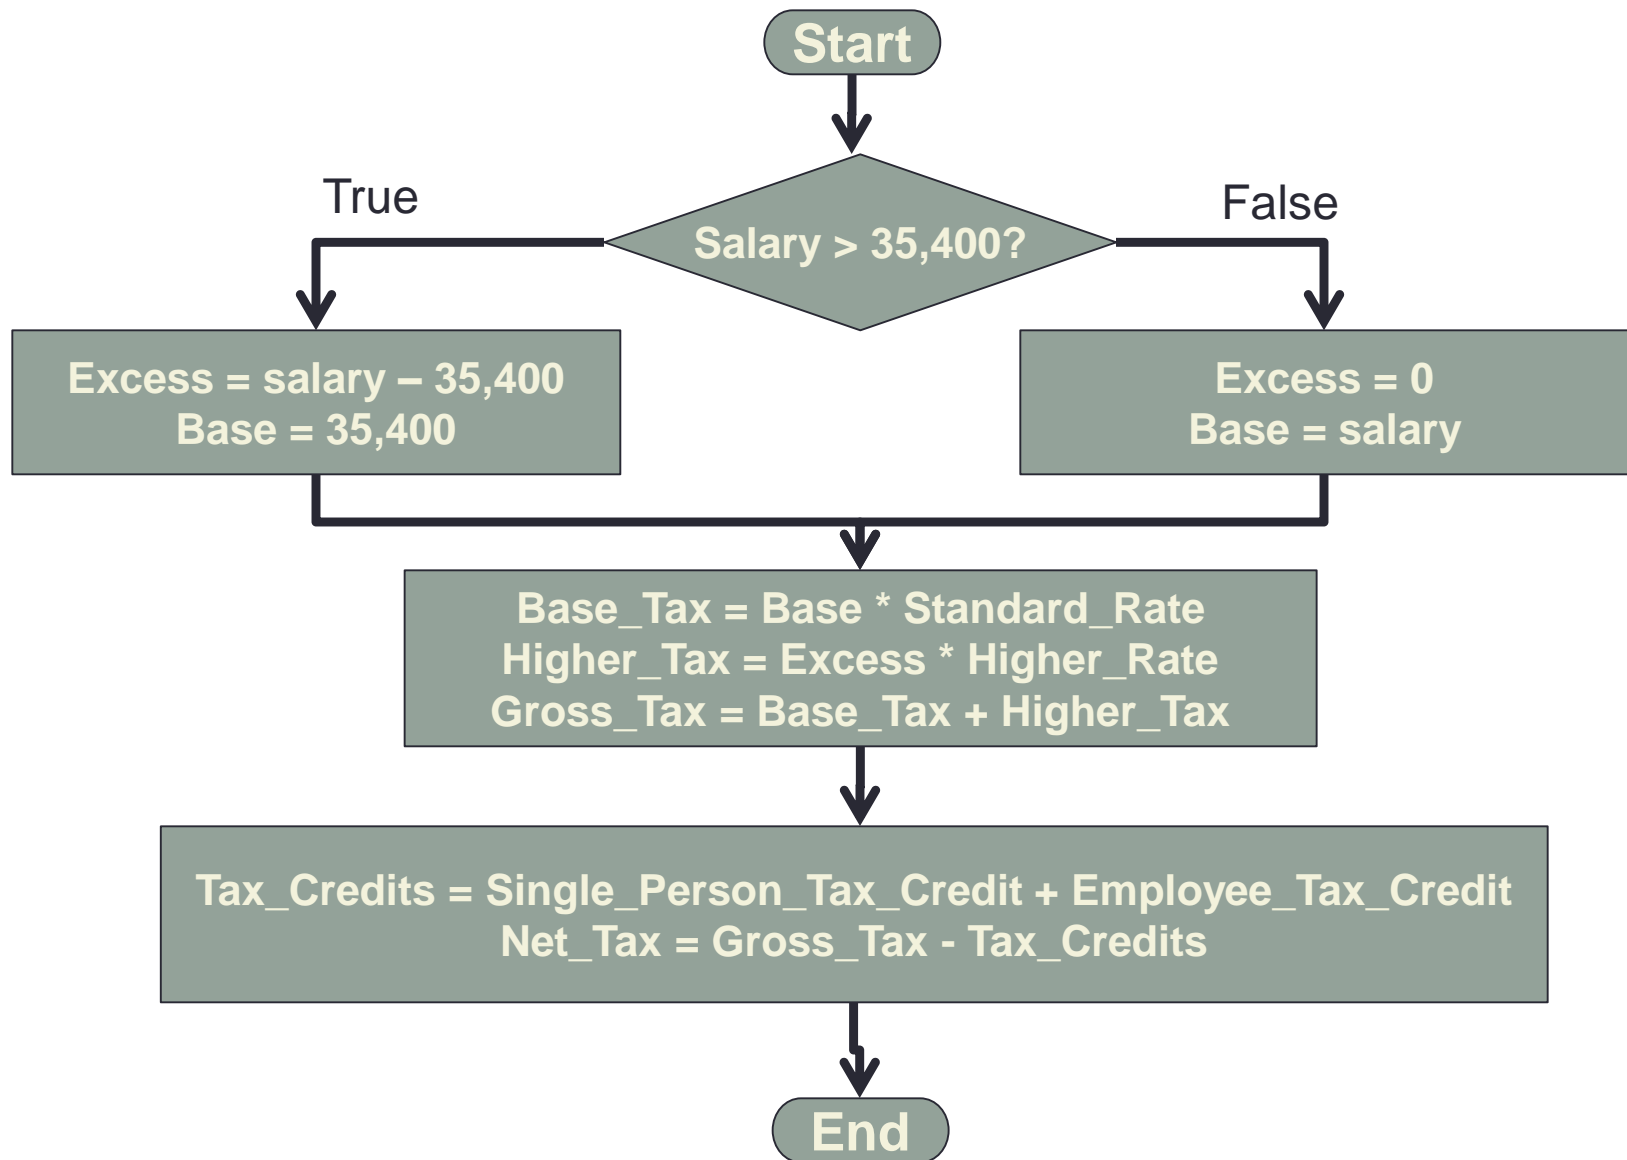 Start
True
False
Salary > 35,400?
Excess = salary – 35,400
Base = 35,400
Excess = 0
Base = salary
Base_Tax = Base * Standard_Rate
Higher_Tax = Excess * Higher_Rate
Gross_Tax = Base_Tax + Higher_Tax
Tax_Credits = Single_Person_Tax_Credit + Employee_Tax_Credit
Net_Tax = Gross_Tax - Tax_Credits
End